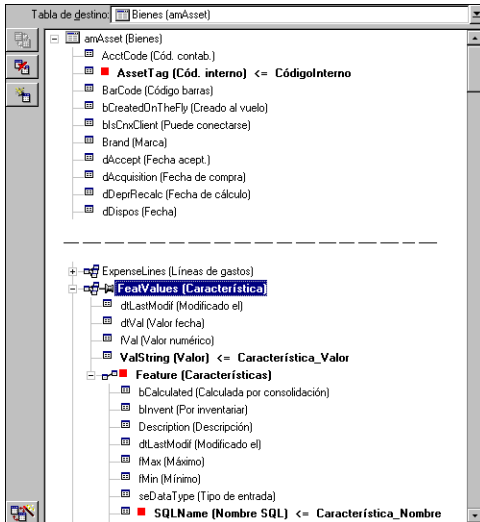 Tabla de destino: Bienes (amAsset)
amAsset (Bienes)
AcctCode (Cód. contab.)
AssetTag (Cód. interno) <= CódigoInterno
BarCode (Código barras)
bCreatedOnTheFly (Creado al vuelo)
bIsCnxClient (Puede conectarse)
Brand (Marca)
dAccept (Fecha acept.)
dAcquisition (Fecha de compra)
dDeprRecalc (Fecha de cálculo)
dDispos (Fecha)
ExpenseLines (Líneas de gastos)
FeatValues (Característica)
dtLastModif (Modificado el)
dtVal (Valor fecha)
fVal (Valor numérico)
ValString (Valor) <= Característica_Valor
Feature (Características)
bCalculated (Calculada por consolidación)
bInvent (Por inventariar)
Description (Descripción)
dtLastModif (Modificado el)
fMax (Máximo)
fMin (Mínimo)
seDataType (Tipo de entrada)
SQLName (Nombre SQL) <= Característica_Nombre